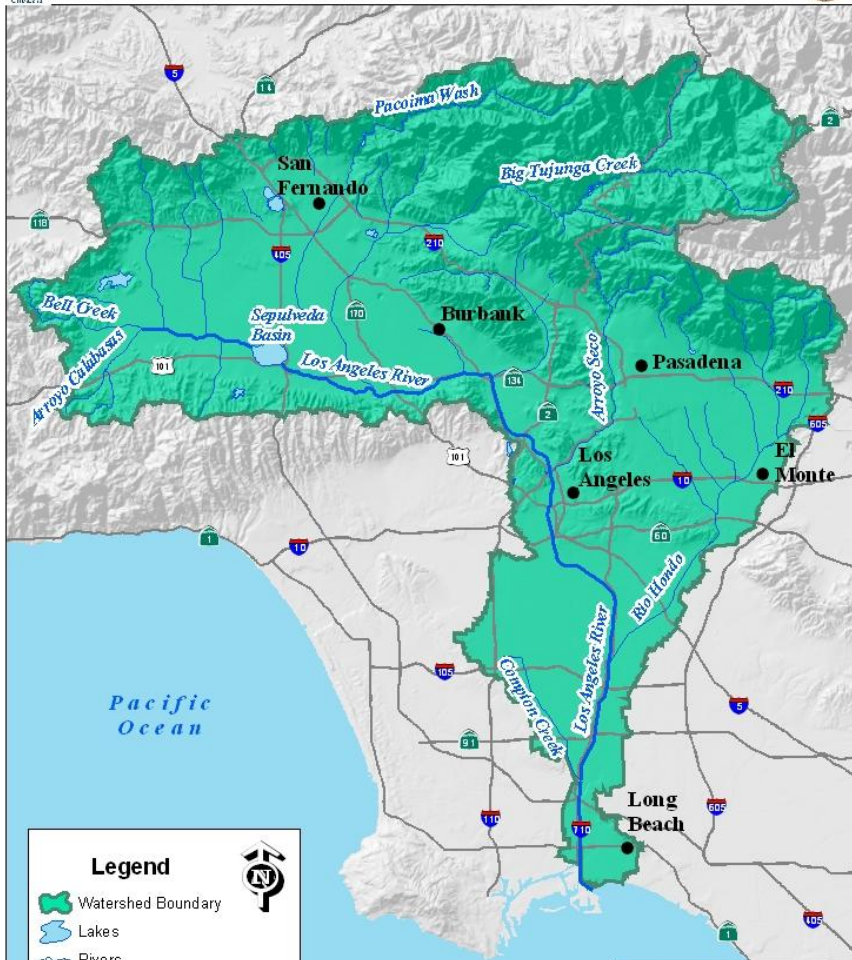 5
14
2
Pacoima Wash
San
Fernando
Big Tujunga Creek
118
210
405
Bell Creek
Sepulveda
Basin
170
Burbank
Arroyo Calabasas
101
Los Angeles River
134
Arroyo Seco
Pasadena
2
210
605
101
Los
Angeles
El
Monte
10
1
10
60
Rio Hondo
Los Angeles River
105
Compton Creek
Pacific
Ocean
5
91
110
710
Long
Beach
605
405
1
Legend
N
Watershed Boundary
Lakes
Rivers